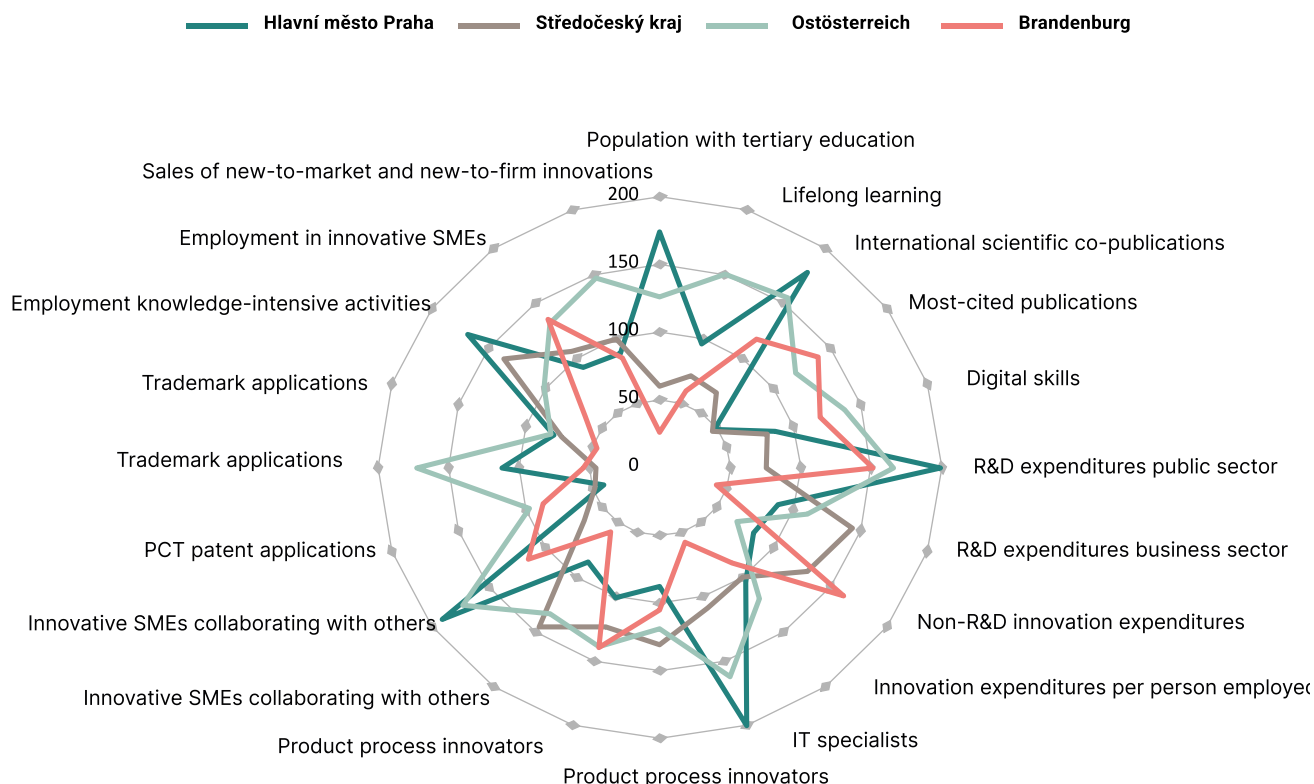 Hlavní město Praha Středočeský kraj Ostösterreich Brandenburg
Population with tertiary education
Sales of new-to-market and new-to-firm innovations
200
Lifelong learning
Employment in innovative SMEs
International scientific co-publications
150
Employment knowledge-intensive activities
Most-cited publications
100
Trademark applications
Digital skills
50
Trademark applications
0
R&D expenditures public sector
PCT patent applications
R&D expenditures business sector
Innovative SMEs collaborating with others
Non-R&D innovation expenditures
Innovative SMEs collaborating with others
Innovation expenditures per person employed
Product process innovators
IT specialists
Product process innovators